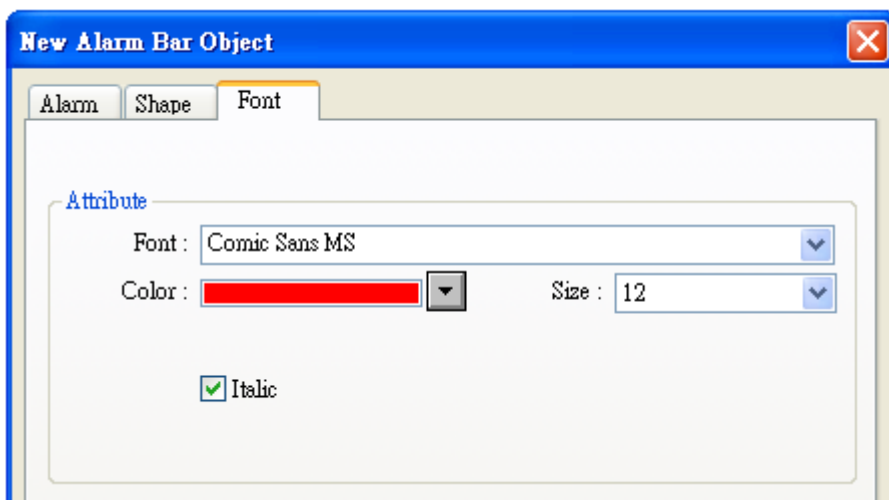 New Alarm Bar Object
Alarm Shape Font
Attribute
Font : Comic Sans MS
Color : Size : 12
Italic